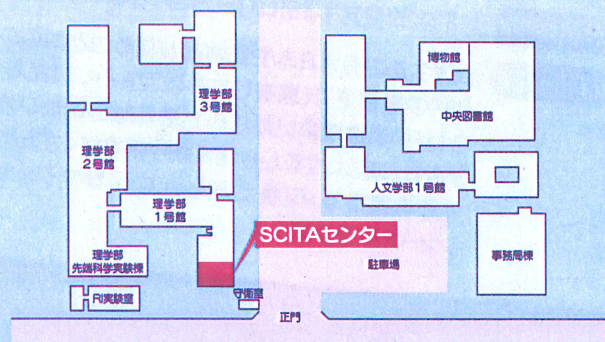 博物館
理学部
3号館
中央図書館
理学部
2号館
人文学部1号館
理学部
1号館
SCITAセンター
理学部
先端科学実験棟
駐車場
事務局棟
RI実験室
守衛室
正門